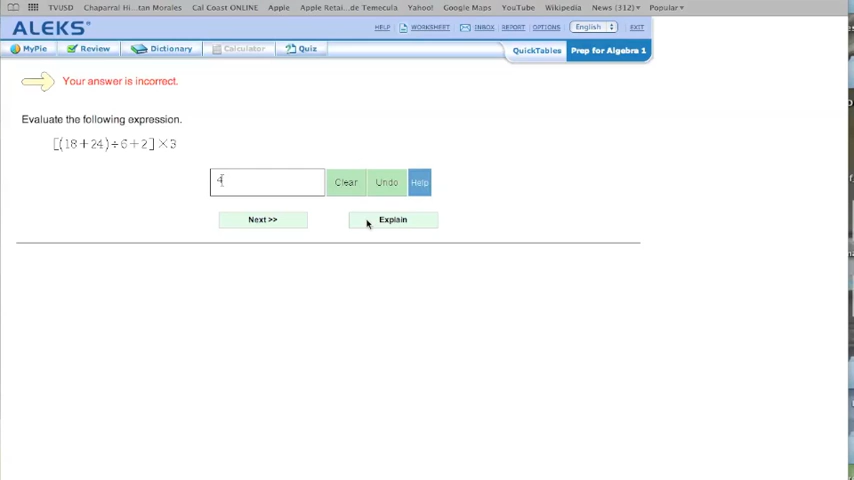 TVUSD Chaparral Hi...tan Morales Cal Coast ONLINE Apple Apple Retai...de Temecula Yahoo! Google Maps YouTube Wikipedia News (312) Popular
ALEKS HELP WORKSHEET INBOX REPORT OPTIONS English EXIT
MyPie Review Dictionary Calculator Quiz QuickTables Prep for Algebra 1
Your answer is incorrect.
Evaluate the following expression.
[(18+24)÷6+2]×3
4
Clear Undo Help
Next >> Explain